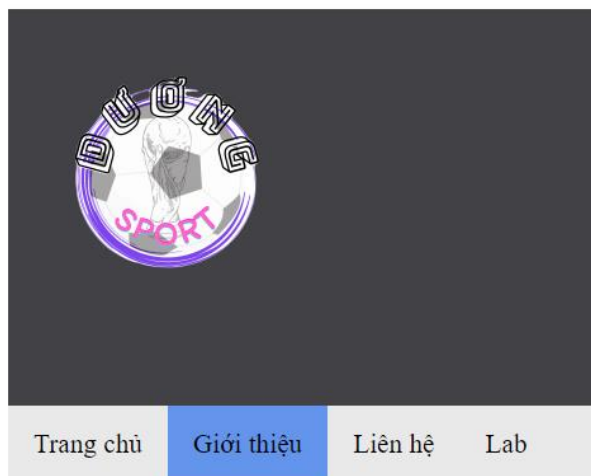 DƯƠNG
SPORT
Trang chủ Giới thiệu Liên hệ Lab